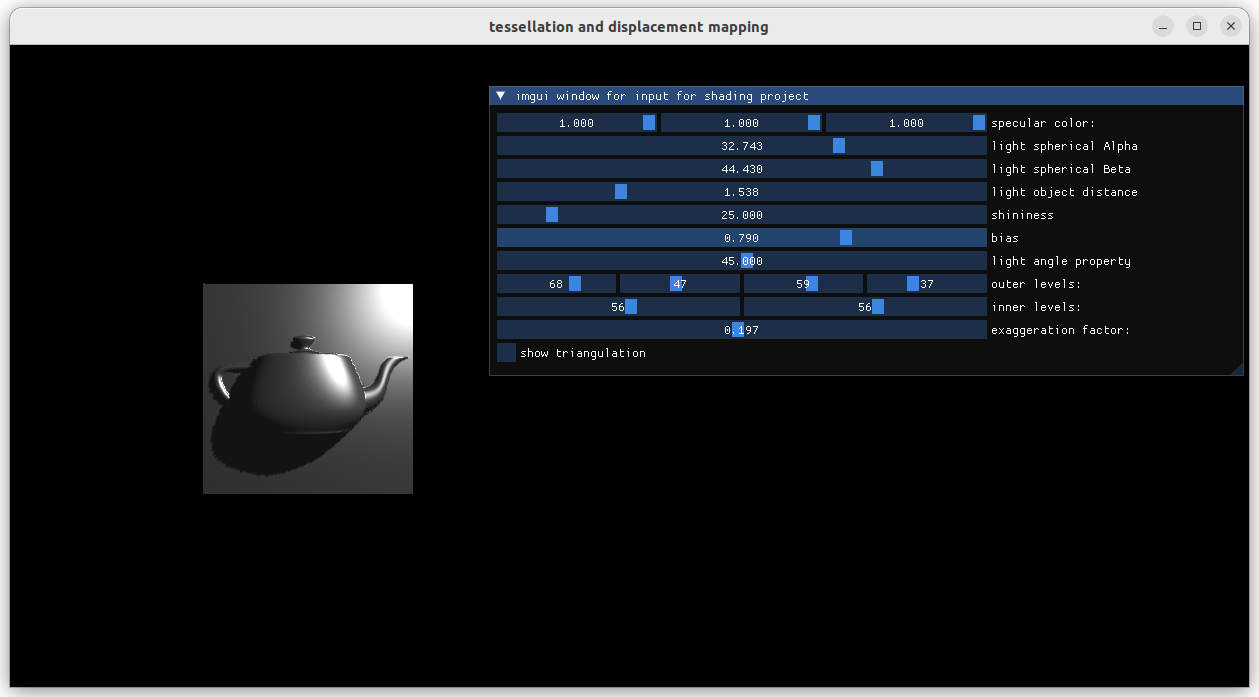 tessellation and displacement mapping
imgui window for input for shading project
1.000 1.000 1.000 specular color:
32.743 light spherical Alpha
44.430 light spherical Beta
1.538 light object distance
25.000 shininess
0.790 bias
45.000 light angle property
68 47 59 37 outer levels:
56 56 inner levels:
0.197 exaggeration factor:
show triangulation